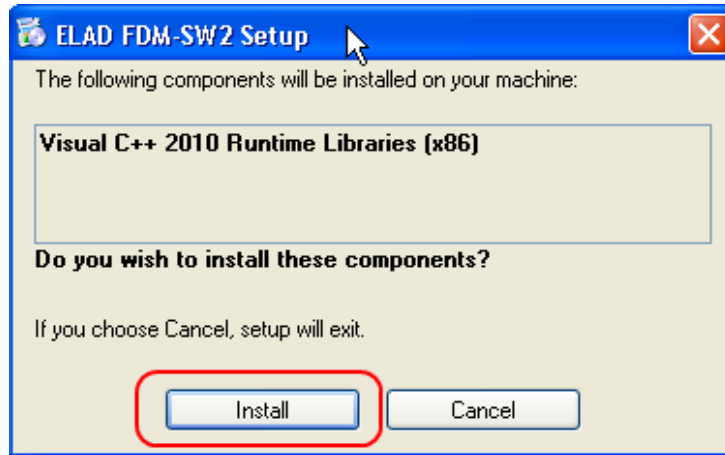 ELAD FDM-SW2 Setup
The following components will be installed on your machine:
Visual C++ 2010 Runtime Libraries (x86)
Do you wish to install these components?
If you choose Cancel, setup will exit.
Install Cancel